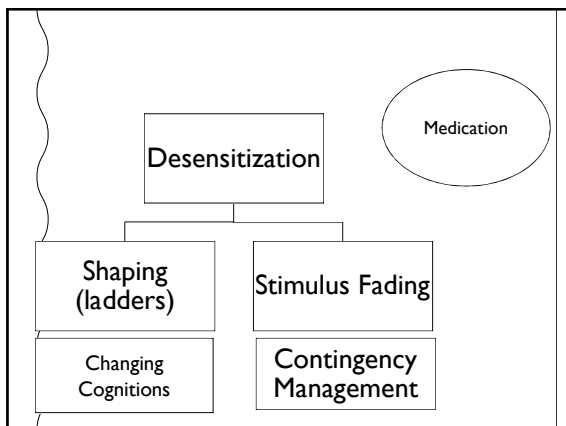 Medication
Desensitization
Shaping
(ladders)
Stimulus Fading
Changing
Cognitions
Contingency
Management